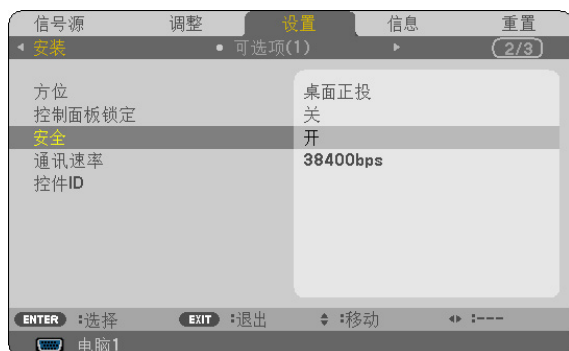 信号源 调整 设置 信息 重置
安装 • 可选项(1) 2/3
方位 桌面正投
控制面板锁定 关
安全 开
通讯速率 38400bps
控件ID
ENTER :选择 EXIT :退出 :移动 :---
电脑1